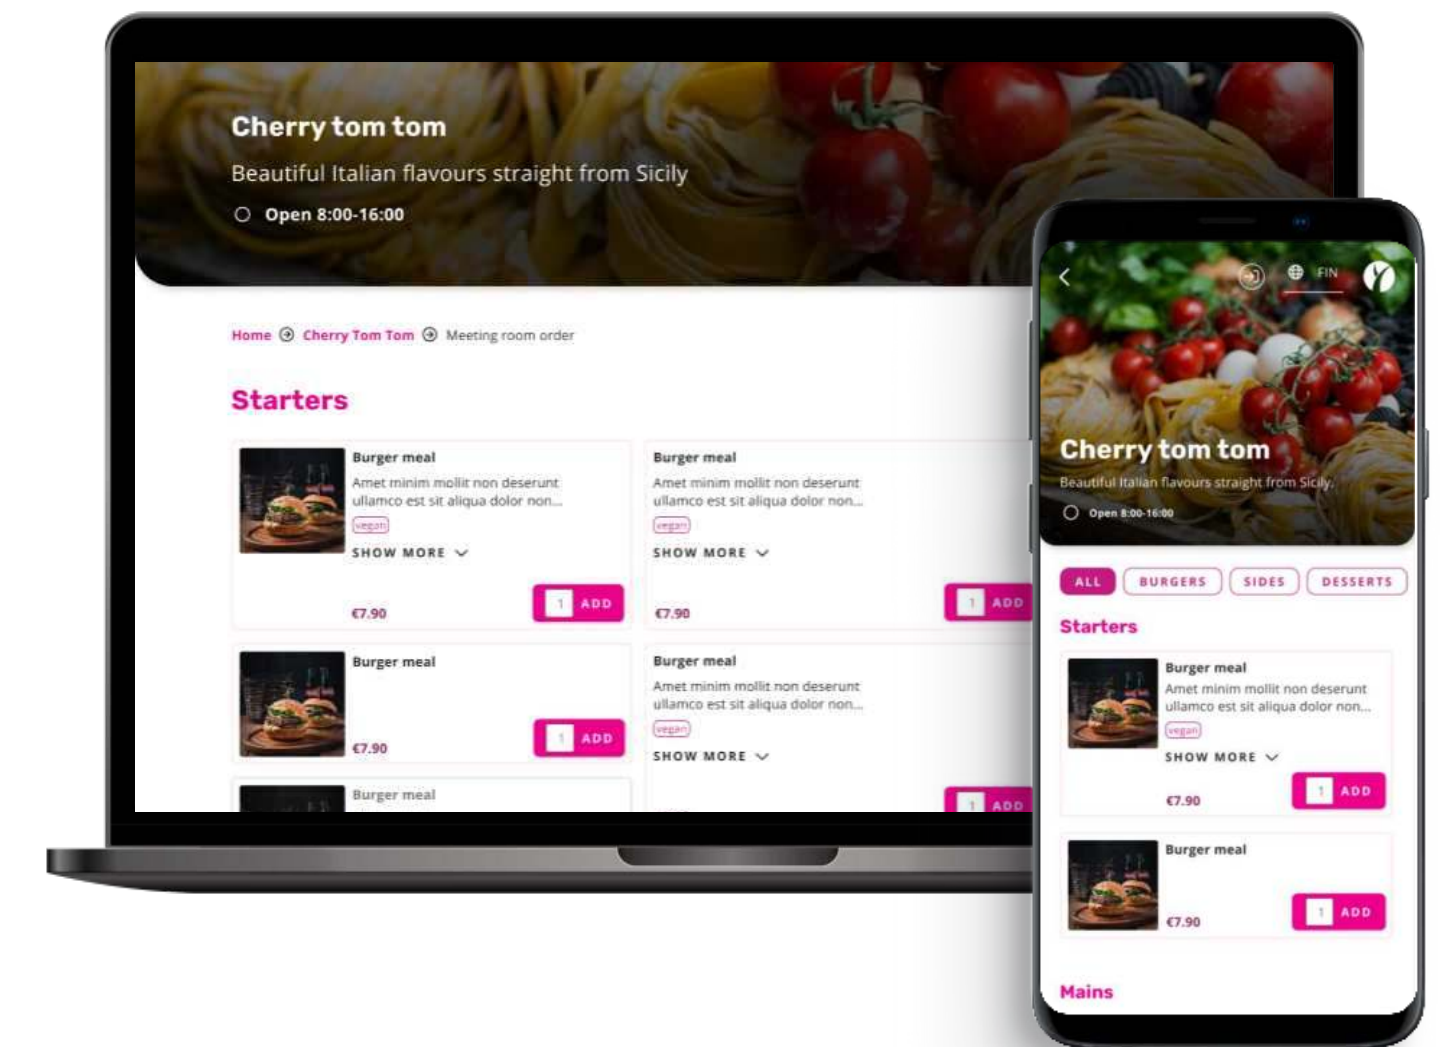 Cherry tom tom
Beautiful Italian flavours straight from Sicily
Open 8:00-16:00
Home Cherry Tom Tom Meeting room order
Starters
Burger meal
Amet minim mollit non deserunt
ullamco est sit aliqua dolor non...
vegan
SHOW MORE
€7.90
1 ADD
Burger meal
Amet minim mollit non deserunt
ullamco est sit aliqua dolor non...
vegan
SHOW MORE
€7.90
1 ADD
Burger meal
€7.90
1 ADD
Burger meal
Amet minim mollit non deserunt
ullamco est sit aliqua dolor non...
vegan
SHOW MORE
1 ADD
Burger meal
FIN
Cherry tom tom
Beautiful Italian flavours straight from Sicily.
Open 8:00-16:00
ALL BURGERS SIDES DESSERTS
Starters
Burger meal
Amet minim mollit non deserunt
ullamco est sit aliqua dolor non...
vegan
SHOW MORE
€7.90
1 ADD
Burger meal
€7.90
1 ADD
Mains